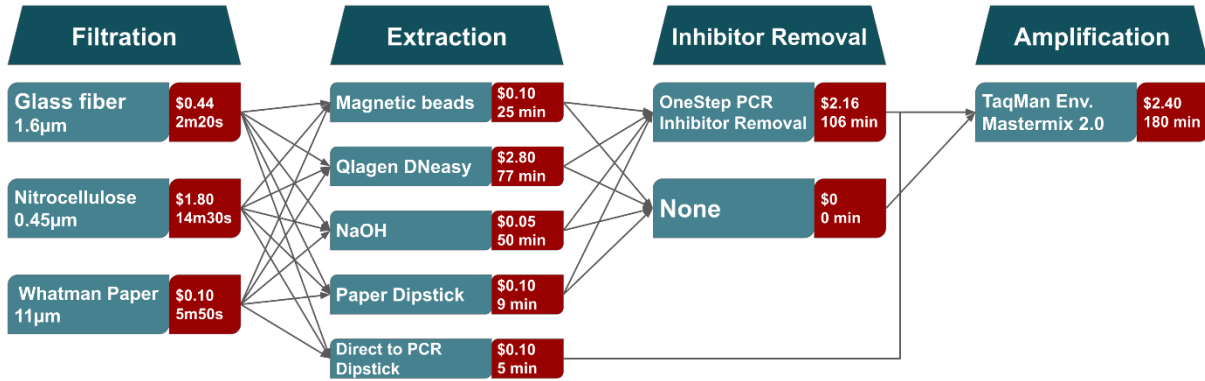 Filtration
Extraction
Inhibitor Removal
Amplification
Glass fiber
1.6μm
$0.44
2m20s
Nitrocellulose
0.45μm
$1.80
14m30s
Whatman Paper
11μm
$0.10
5m50s
Magnetic beads
$0.10
25 min
QIagen DNeasy
$2.80
77 min
NaOH
$0.05
50 min
Paper Dipstick
$0.10
9 min
Direct to PCR
Dipstick
$0.10
5 min
OneStep PCR
Inhibitor Removal
$2.16
106 min
None
$0
0 min
TaqMan Env.
Mastermix 2.0
$2.40
180 min